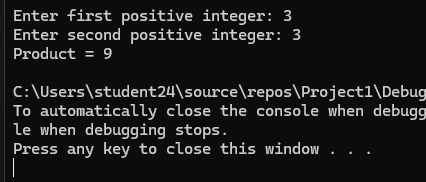 Enter first positive integer: 3
Enter second positive integer: 3
Product = 9
C:\Users\student24\source\repos\Project1\Debug
To automatically close the console when debugg
le when debugging stops.
Press any key to close this window . . .